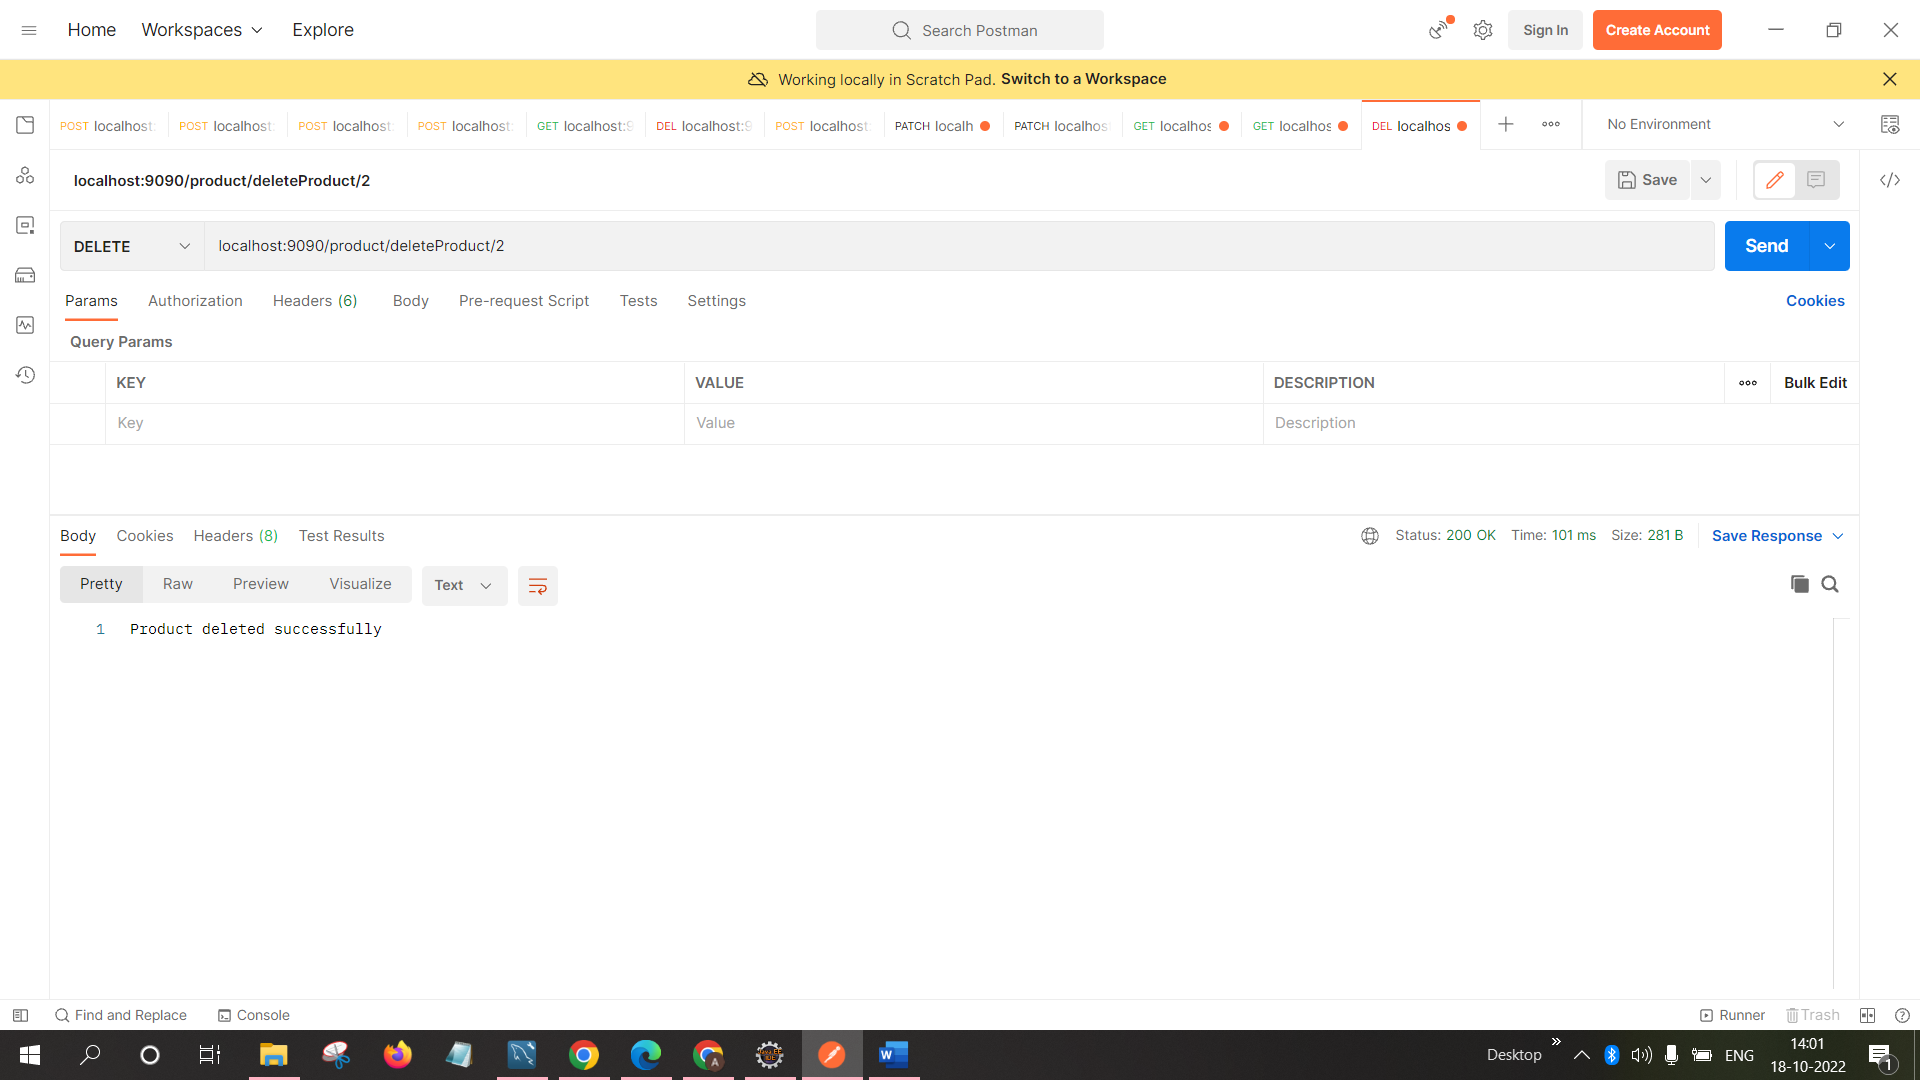 Home Workspaces Explore Search Postman Sign In Create Account
Working locally in Scratch Pad. Switch to a Workspace
POST localhost: POST localhost: POST localhost: POST localhost: GET localhost:9 DEL localhost:9 POST localhost: PATCH localh PATCH localhost GET localhos GET localhos DEL localhos No Environment
localhost:9090/product/deleteProduct/2 Save
DELETE localhost:9090/product/deleteProduct/2 Send
Params Authorization Headers (6) Body Pre-request Script Tests Settings Cookies
Query Params
KEY VALUE DESCRIPTION Bulk Edit
Key Value Description
Body Cookies Headers (8) Test Results Status: 200 OK Time: 101 ms Size: 281 B Save Response
Pretty Raw Preview Visualize Text
1 Product deleted successfully
Find and Replace Console Runner Trash
Desktop ENG 14:01
18-10-2022 1